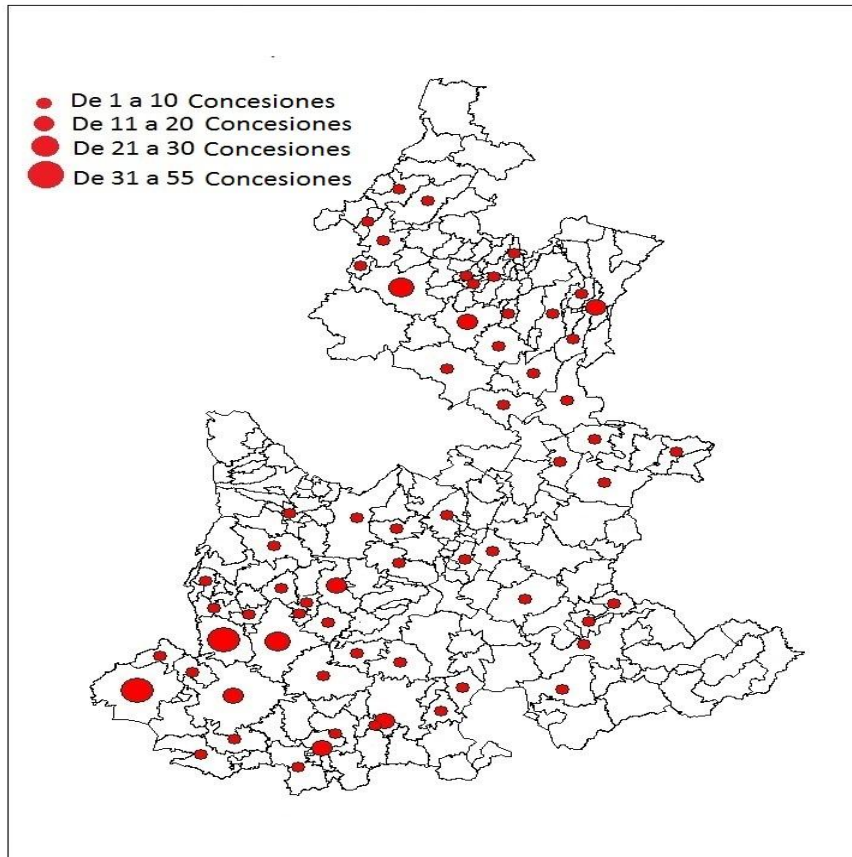 De 1 a 10 Concesiones
De 11 a 20 Concesiones
De 21 a 30 Concesiones
De 31 a 55 Concesiones